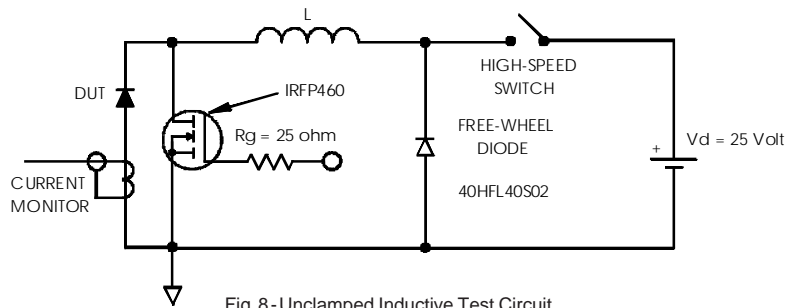 L
HIGH-SPEED
SWITCH
DUT
IRFP460
Rg = 25 ohm
FREE-WHEEL
DIODE
+
Vd = 25 Volt
40HFL40S02
CURRENT
MONITOR
Fig. 8 - Unclamped Inductive Test Circuit